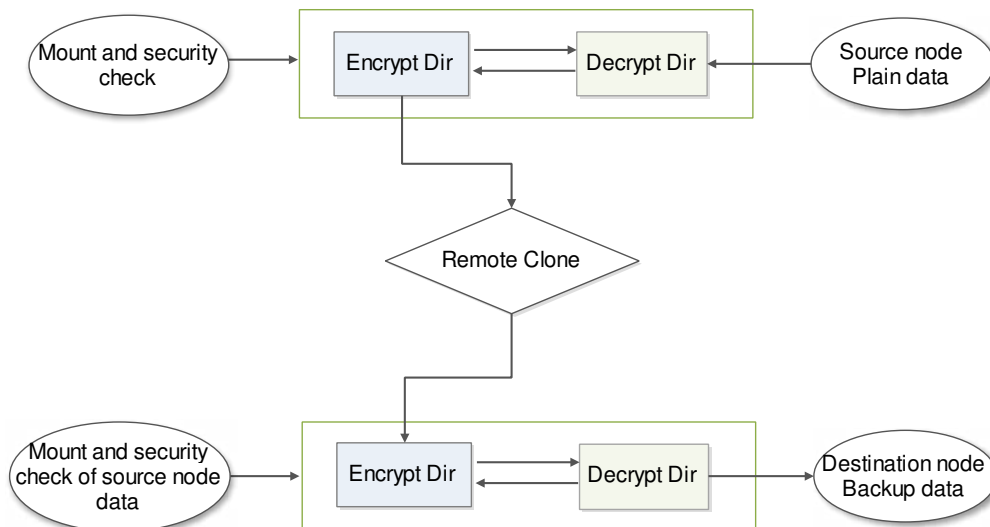 Mount and security
check
Encrypt Dir
Decrypt Dir
Source node
Plain data
Remote Clone
Mount and security
check of source node
data
Encrypt Dir
Decrypt Dir
Destination node
Backup data